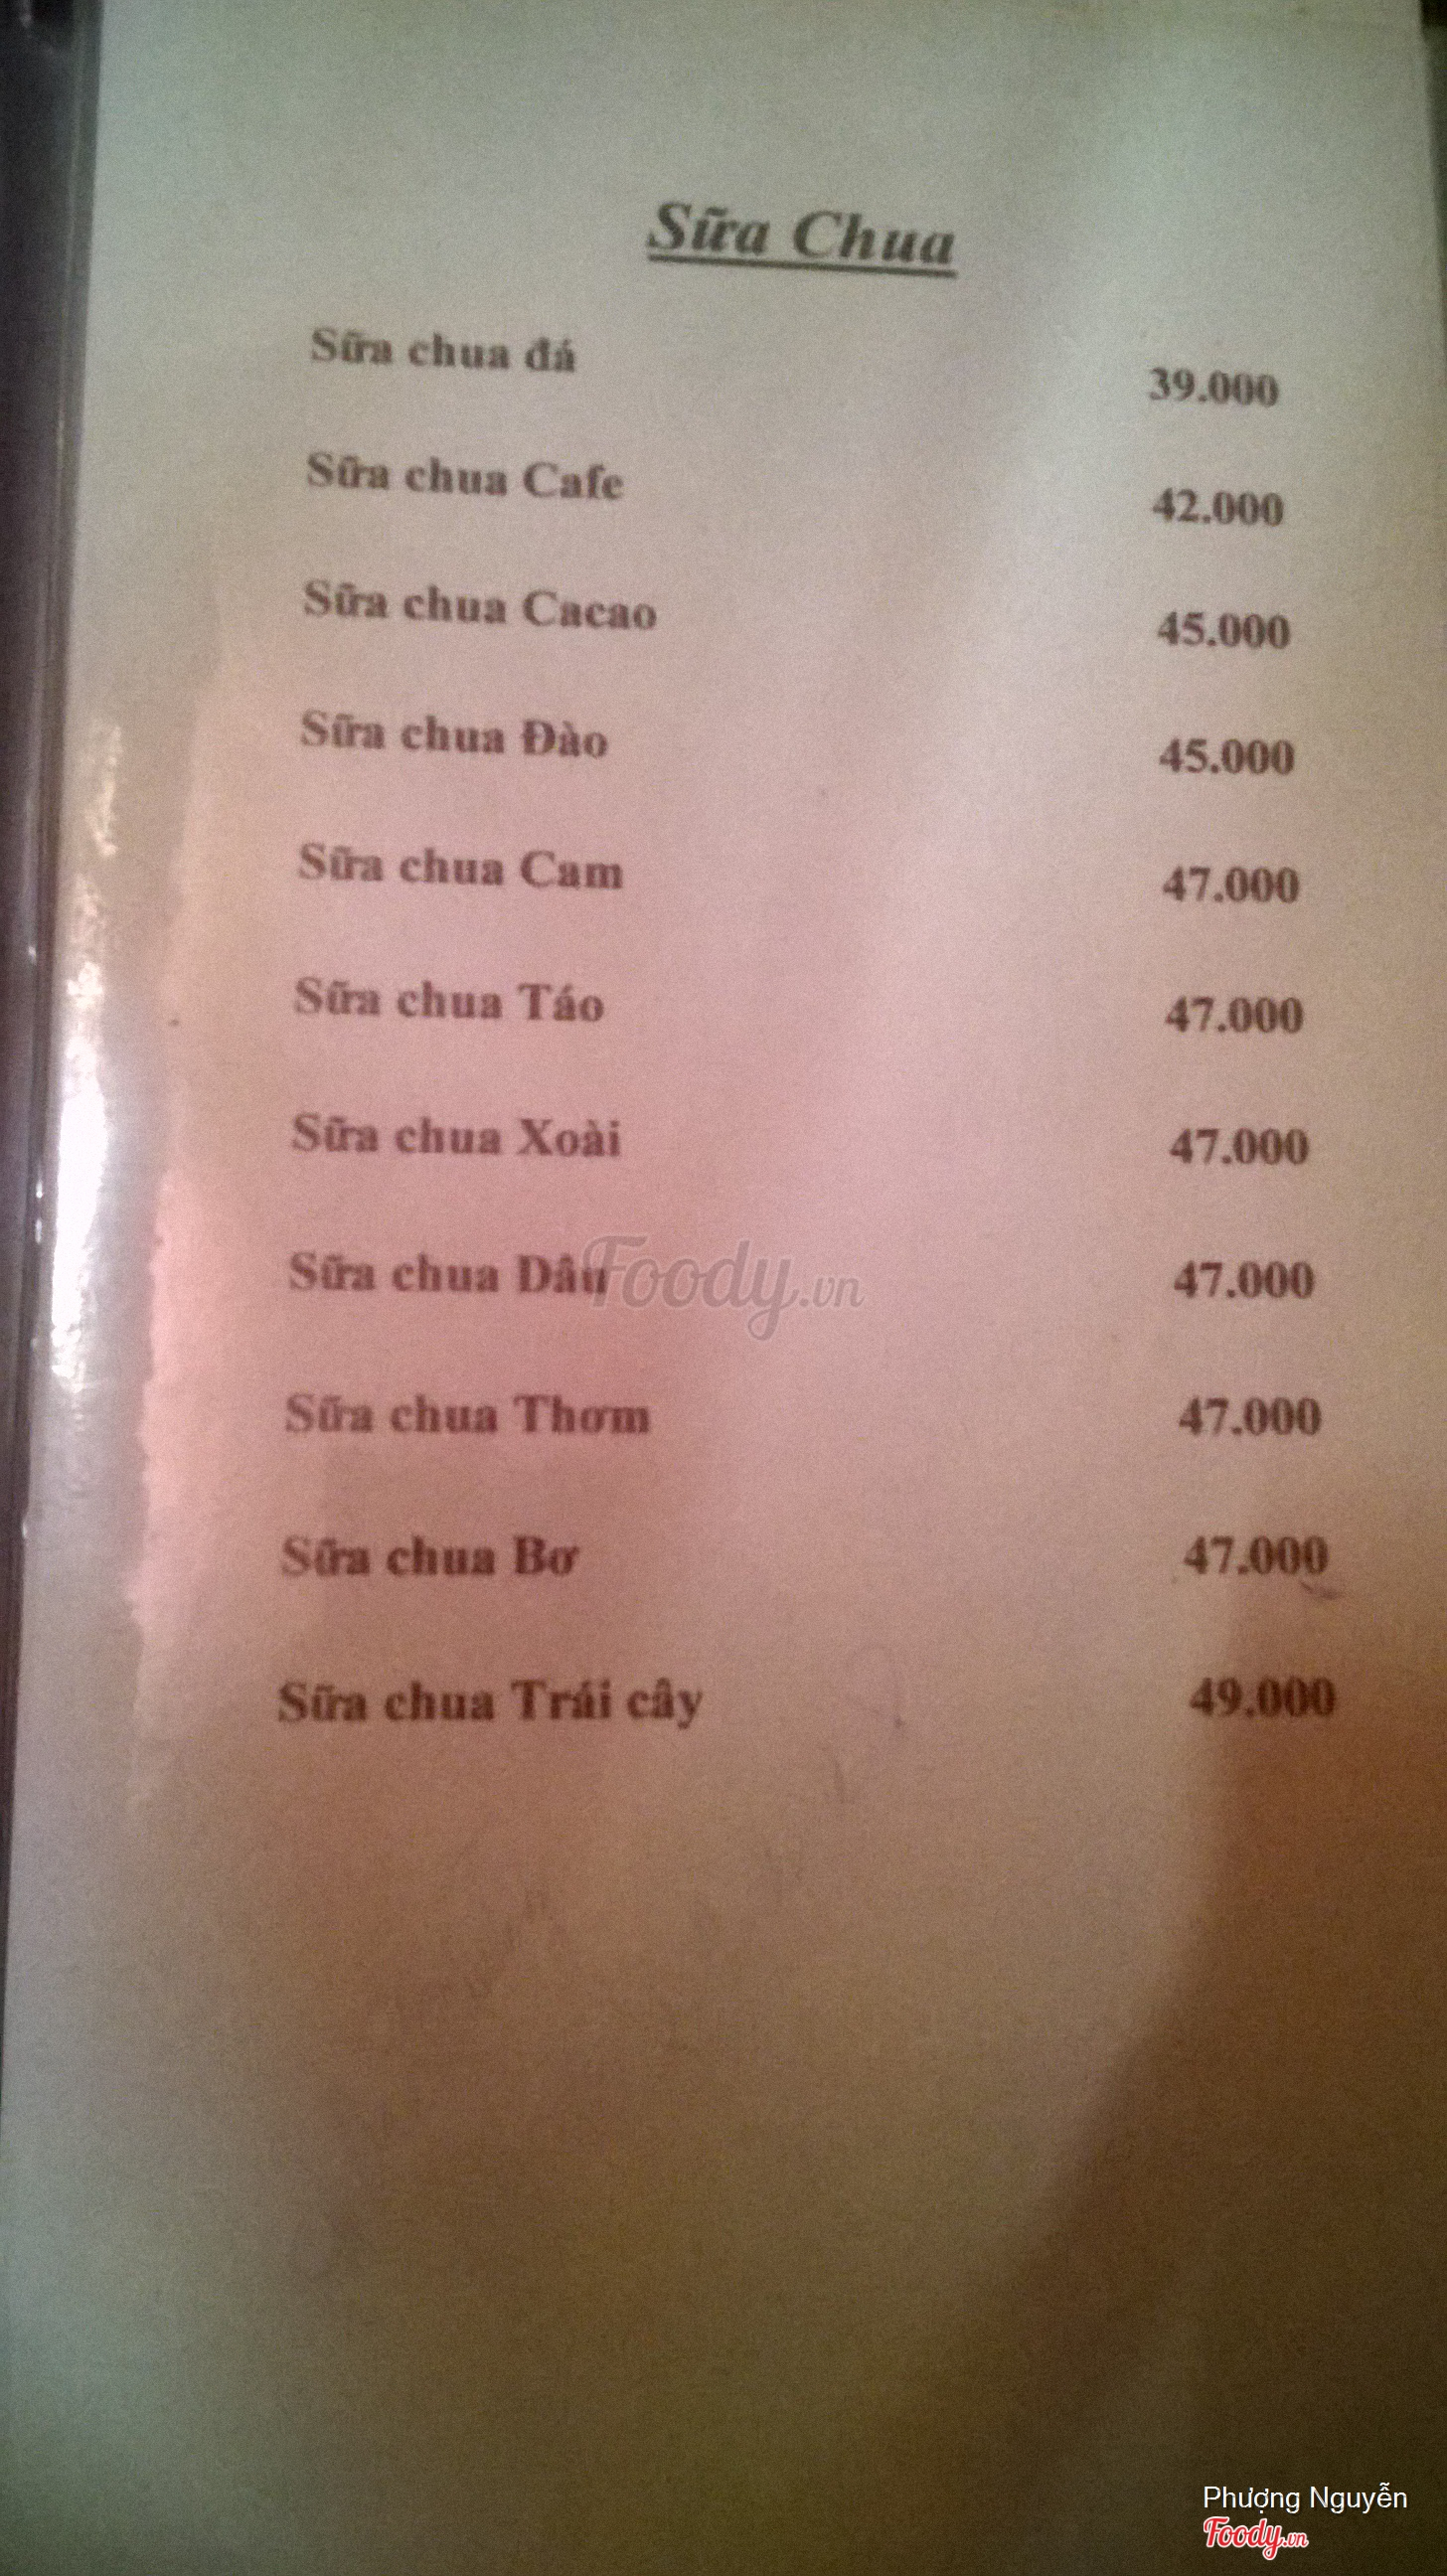 Sữa Chua
Sữa chua đá 39.000
Sữa chua Cafe 42.000
Sữa chua Cacao 45.000
Sữa chua Đào 45.000
Sữa chua Cam 47.000
Sữa chua Táo 47.000
Sữa chua Xoài 47.000
Sữa chua Dâu 47.000
Foody.vn
Sữa chua Thơm 47.000
Sữa chua Bơ 47.000
Sữa chua Trái cây 49.000
Phượng Nguyễn
Foody.vn